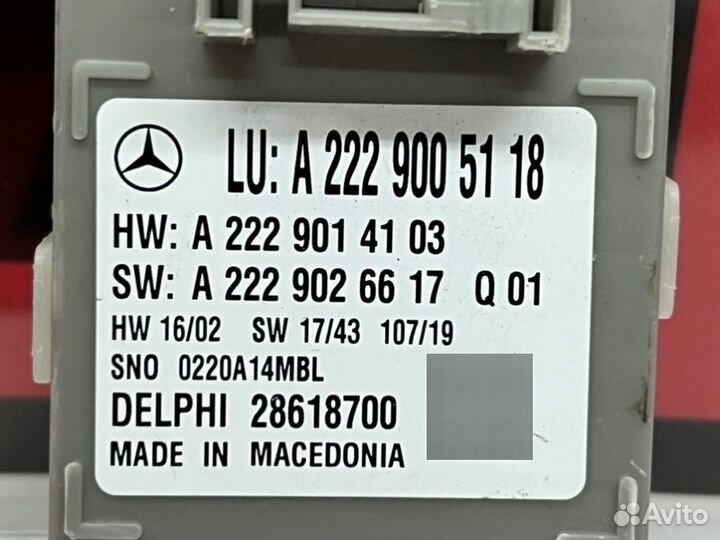 LU: A 222 900 51 18
HW: A 222 901 41 03
SW: A 222 902 66 17 Q 01
HW 16/02 SW 17/43 107/19
SNO 0220A14MBL
DELPHI 28618700
MADE IN MACEDONIA
Avito